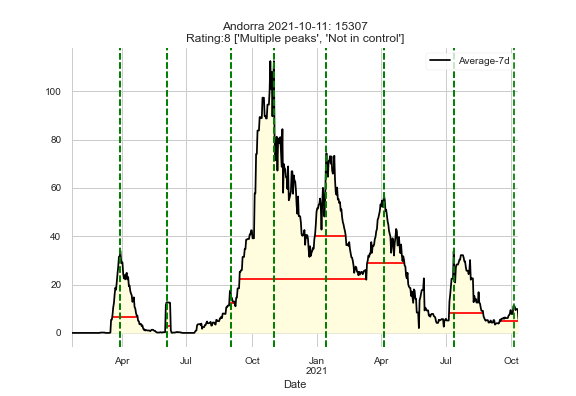 Andorra 2021-10-11: 15307
Rating:8 ['Multiple peaks', 'Not in control']
Average-7d
100
80
60
40
20
0
Apr Jul Oct Jan Apr Jul Oct
2021
Date